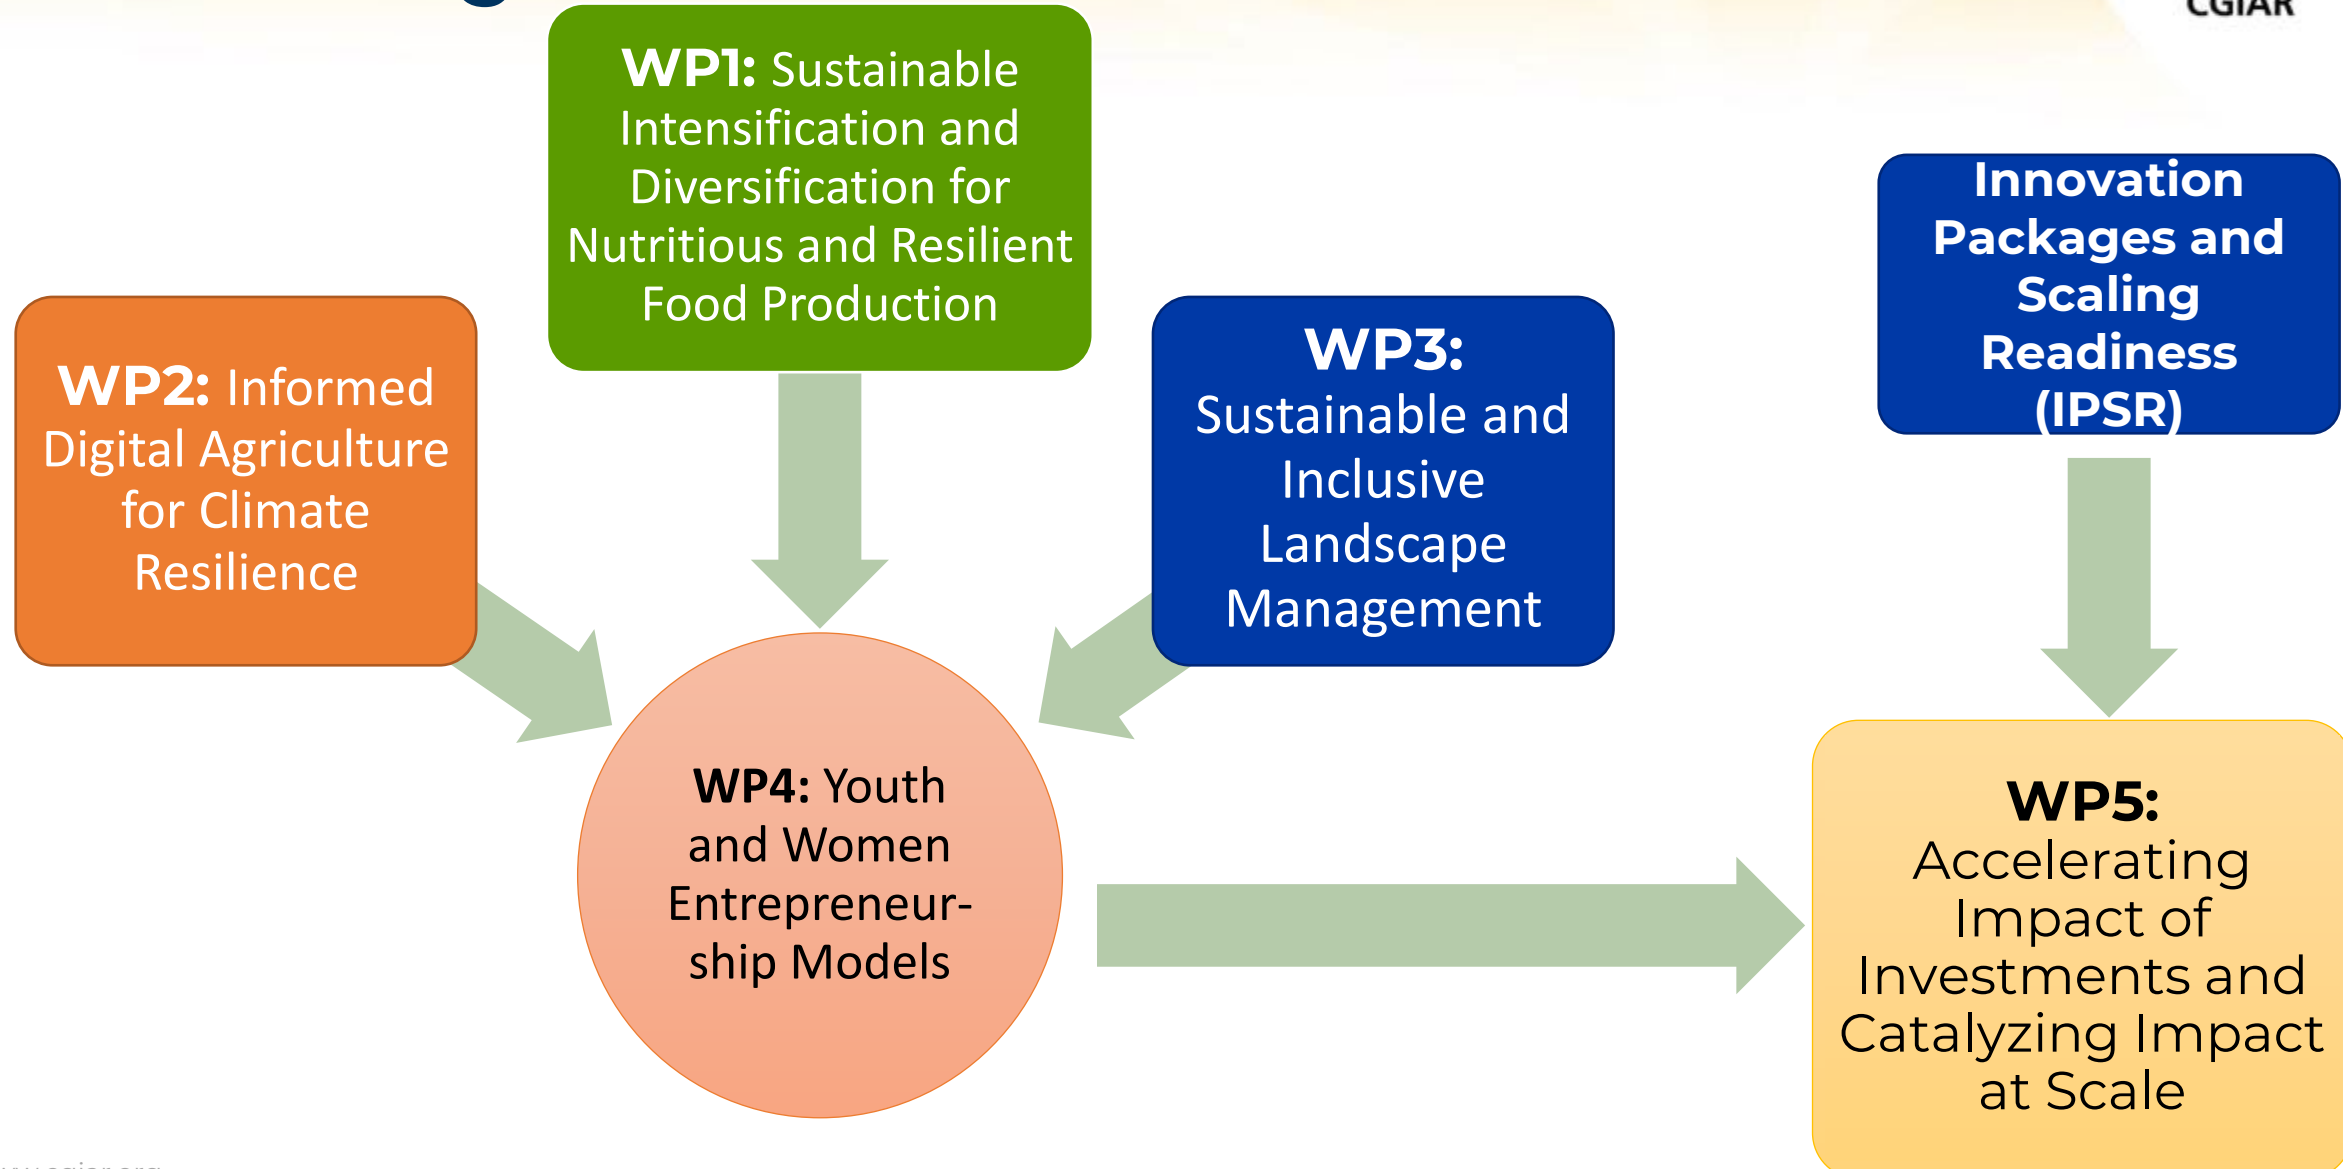 CGIAR
WP1: Sustainable
Intensification and
Diversification for
Nutritious and Resilient
Food Production
WP2: Informed
Digital Agriculture
for Climate
Resilience
WP3:
Sustainable and
Inclusive
Landscape
Management
Innovation
Packages and
Scaling
Readiness
(IPSR)
WP4: Youth
and Women
Entrepreneur-
ship Models
WP5:
Accelerating
Impact of
Investments and
Catalyzing Impact
at Scale